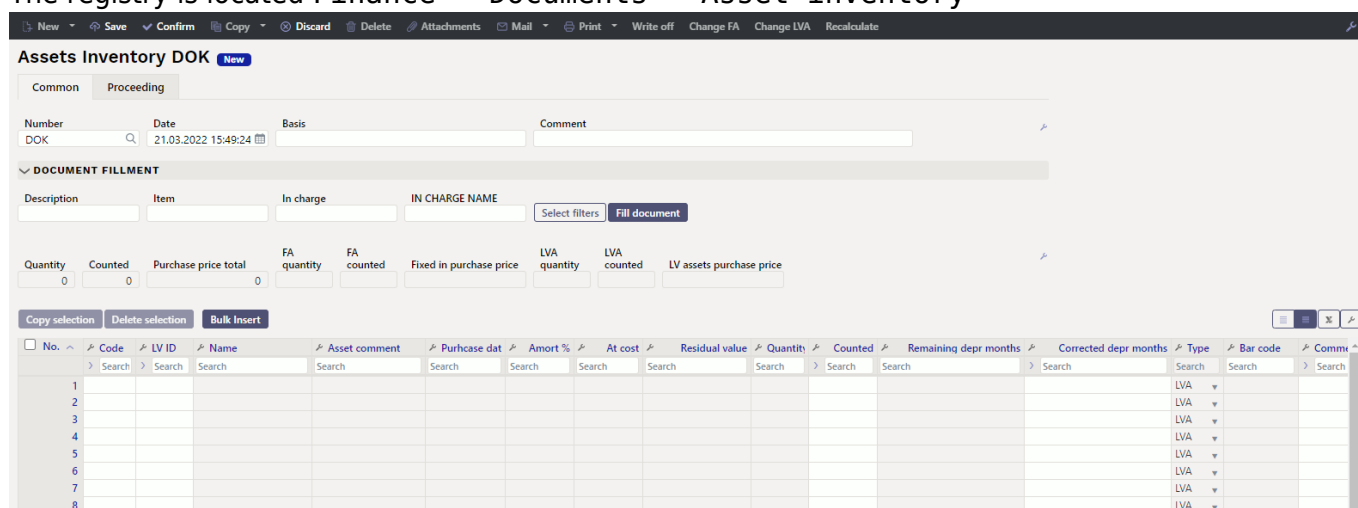 The registry is located Finance - Documents - Asset Inventory
New Save Confirm Copy Discard Delete Attachments Mail Print Write off Change FA Change LVA Recalculate
Assets Inventory DOK New
Common Proceeding
Number Date Basis Comment
DOK 21.03.2022 15:49:24
DOCUMENT FILLMENT
Description Item In charge IN CHARGE NAME
Select filters Fill document
Quantity Counted Purchase price total FA quantity FA counted Fixed in purchase price LVA quantity LVA counted LV assets purchase price
0 0 0
Copy selection Delete selection Bulk Insert
No. Code LV ID Name Asset comment Purhcase dat Amort % At cost Residual value Quantity Counted Remaining depr months Corrected depr months Type Bar code Comme
Search Search Search Search Search Search Search Search Search Search Search Search Search Search Search
1 LVA
2 LVA
3 LVA
4 LVA
5 LVA
6 LVA
7 LVA
8 LVA